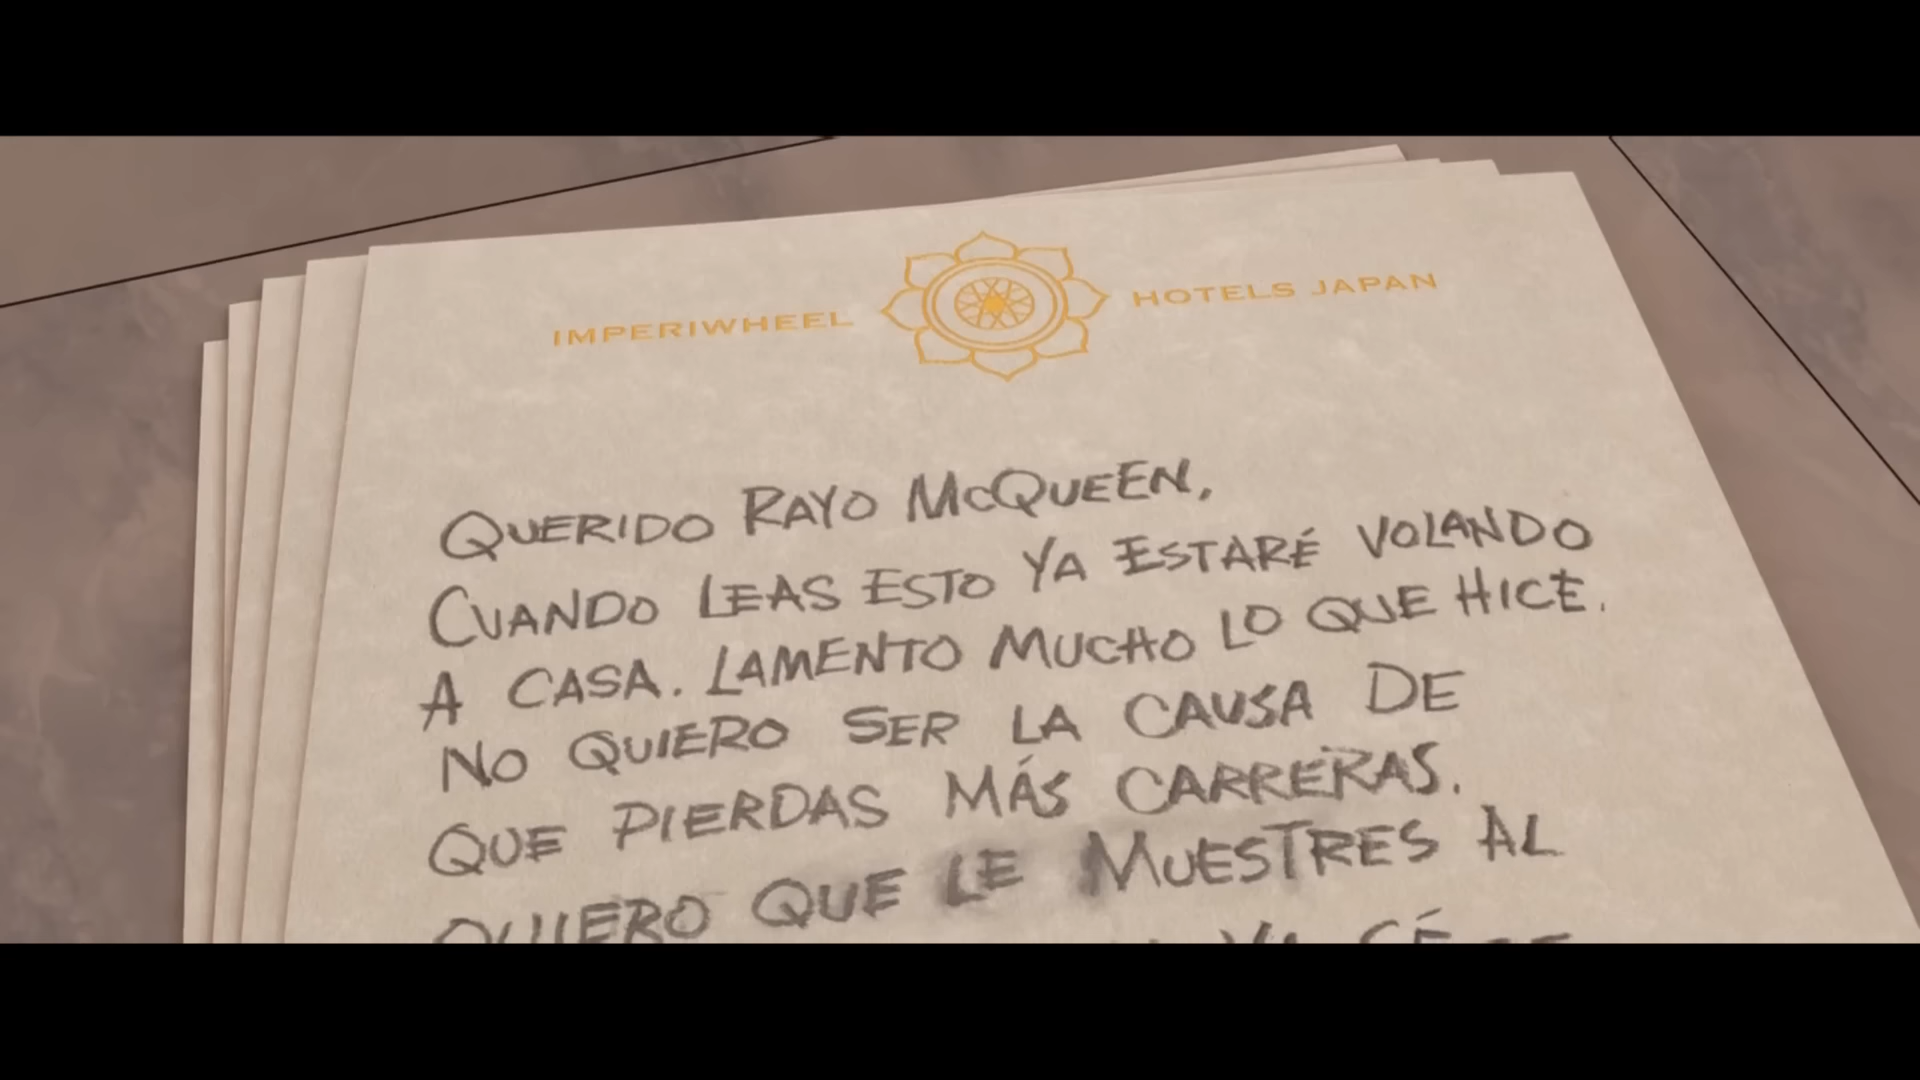 IMPERIWHEEL HOTELS JAPAN
QUERIDO RAYO McQUEEN,
CUANDO LEAS ESTO YA ESTARÉ VOLANDO
A CASA. LAMENTO MUCHO LO QUE HICE.
NO QUIERO SER LA CAUSA DE
QUE PIERDAS MÁS CARRERAS.
QUIERO QUE LE MUESTRES AL